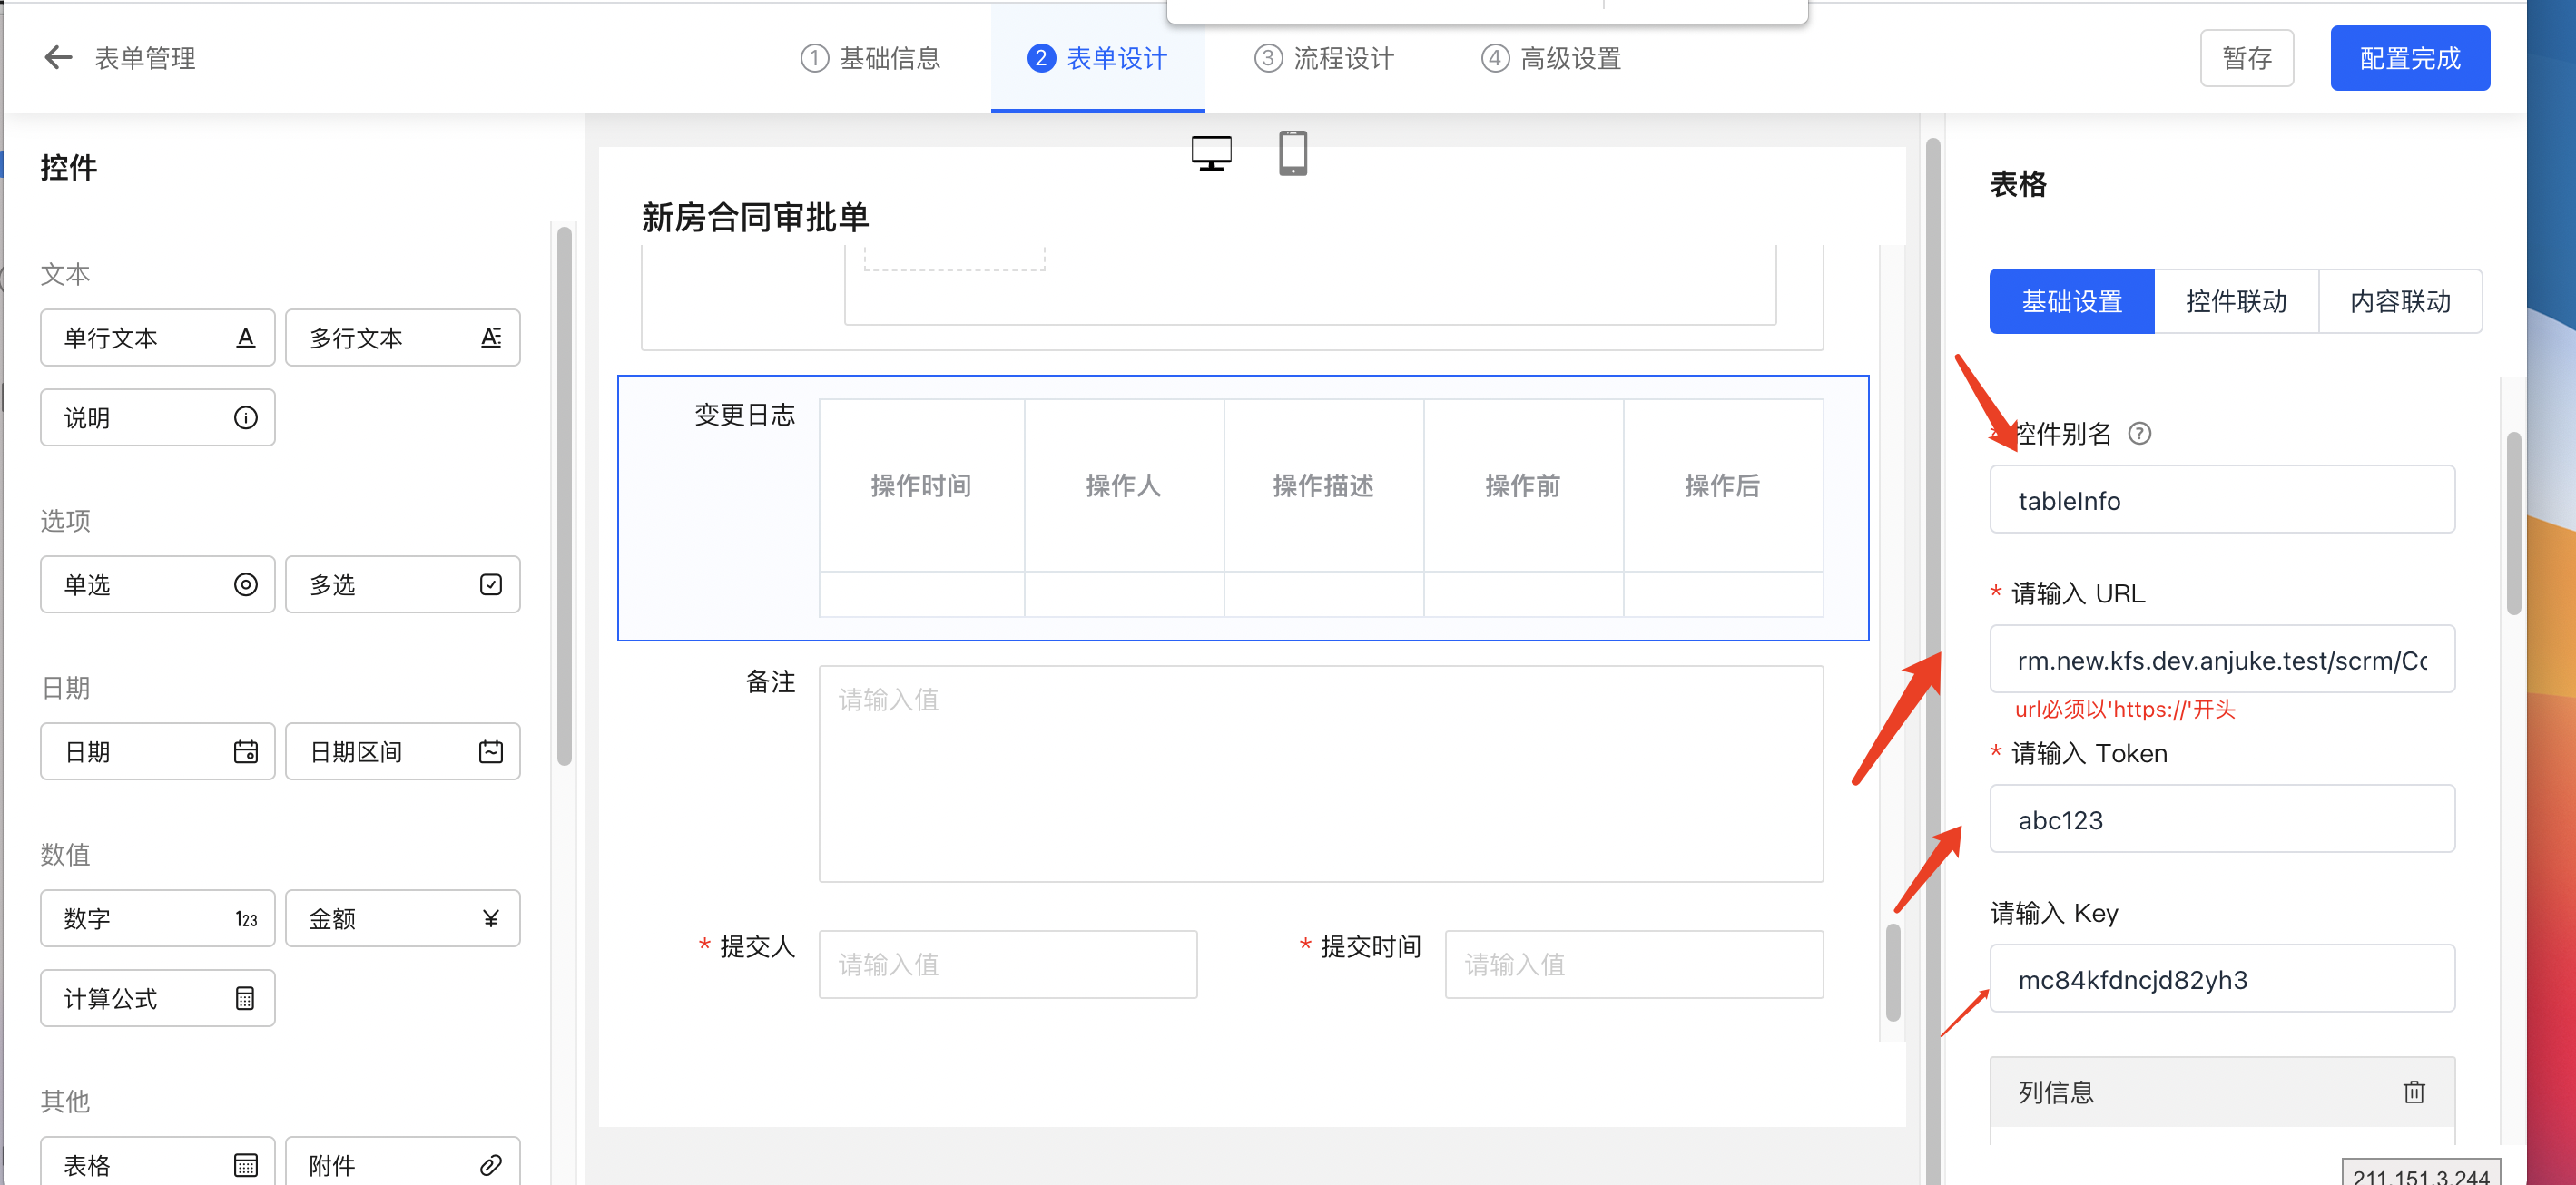 表单管理
1 基础信息
2 表单设计
3 流程设计
4 高级设置
暂存
配置完成
控件
文本
单行文本
多行文本
说明
选项
单选
多选
日期
日期
日期区间
数值
数字
金额
计算公式
其他
表格
附件
新房合同审批单
变更日志
操作时间 操作人 操作描述 操作前 操作后
备注
请输入值
* 提交人
请输入值
* 提交时间
请输入值
表格
基础设置 控件联动 内容联动
控件别名
tableInfo
* 请输入 URL
rm.new.kfs.dev.anjuke.test/scrm/Cc
url必须以'https://'开头
* 请输入 Token
abc123
请输入 Key
mc84kfdncjd82yh3
列信息
211.151.3.244